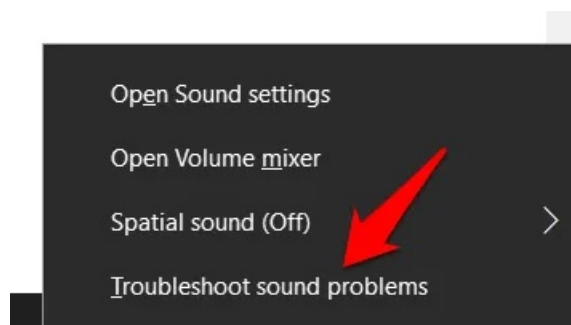 Open Sound settings
Open Volume mixer
Spatial sound (Off)
Troubleshoot sound problems